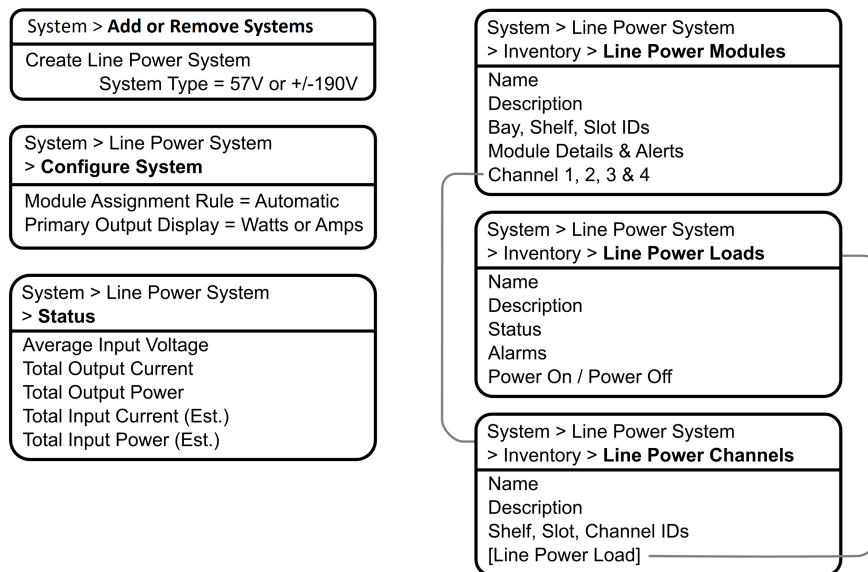 System > Add or Remove Systems
Create Line Power System
System Type = 57V or +/-190V
System > Line Power System
> Configure System
Module Assignment Rule = Automatic
Primary Output Display = Watts or Amps
System > Line Power System
> Status
Average Input Voltage
Total Output Current
Total Output Power
Total Input Current (Est.)
Total Input Power (Est.)
System > Line Power System
> Inventory > Line Power Modules
Name
Description
Bay, Shelf, Slot IDs
Module Details & Alerts
Channel 1, 2, 3 & 4
System > Line Power System
> Inventory > Line Power Loads
Name
Description
Status
Alarms
Power On / Power Off
System > Line Power System
> Inventory > Line Power Channels
Name
Description
Shelf, Slot, Channel IDs
[Line Power Load]